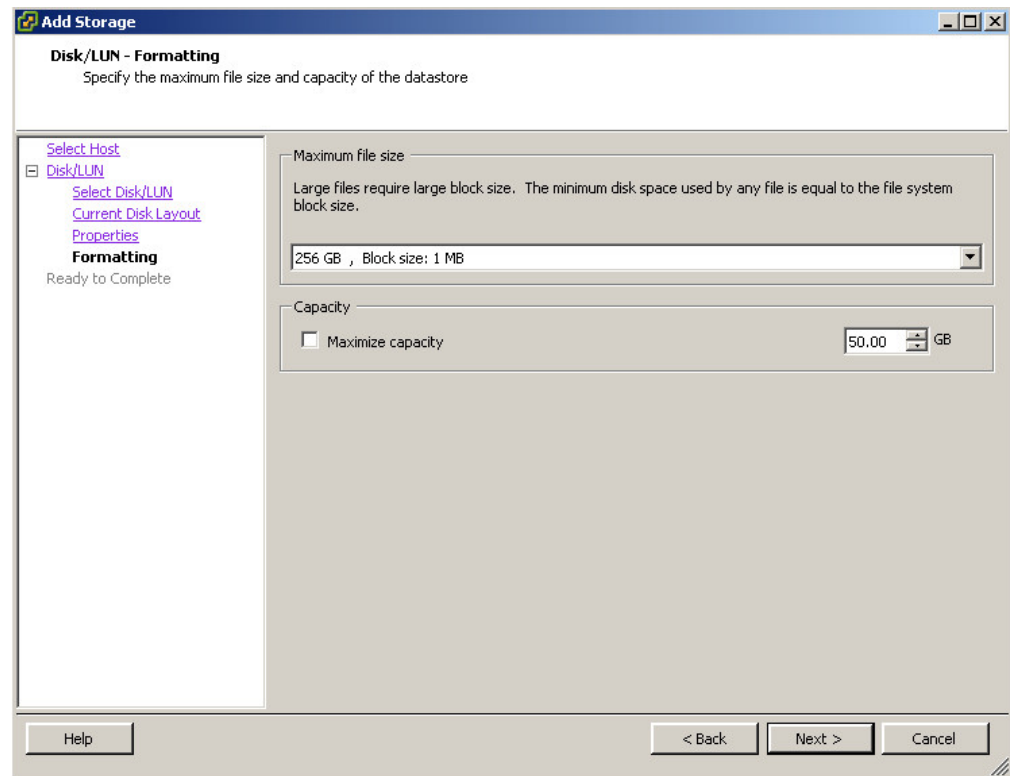 Add Storage
Disk/LUN - Formatting
Specify the maximum file size and capacity of the datastore
Select Host
Disk/LUN
Select Disk/LUN
Current Disk Layout
Properties
Formatting
Ready to Complete
Maximum file size
Large files require large block size.  The minimum disk space used by any file is equal to the file system
block size.
256 GB  ,  Block size: 1 MB
Capacity
Maximize capacity
50.00 GB
Help
< Back
Next >
Cancel